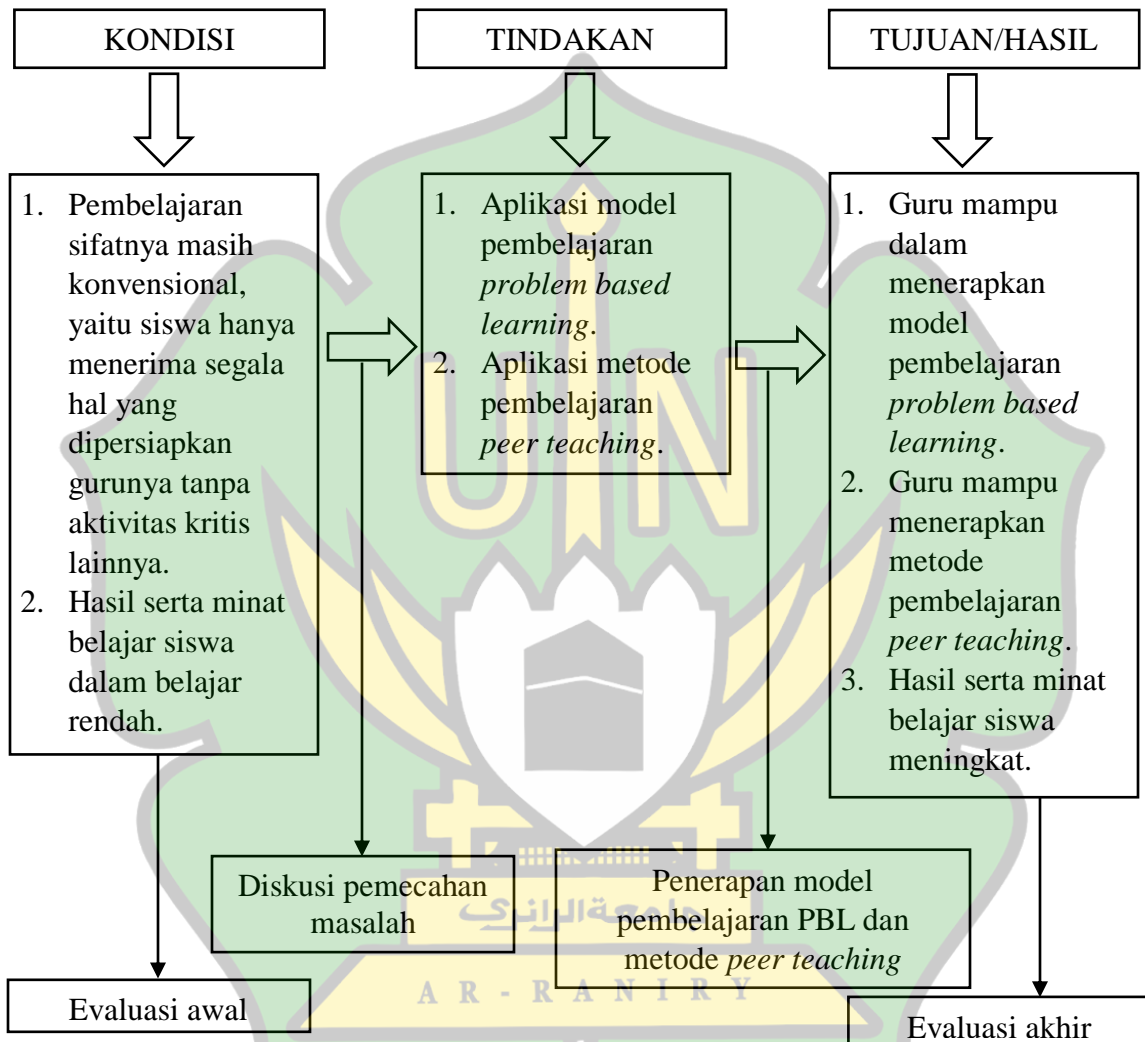 KONDISI
TINDAKAN
TUJUAN/HASIL
1. Pembelajaran
sifatnya masih
konvensional,
yaitu siswa hanya
menerima segala
hal yang
dipersiapkan
gurunya tanpa
aktivitas kritis
lainnya.
2. Hasil serta minat
belajar siswa
dalam belajar
rendah.
1. Aplikasi model
pembelajaran
problem based
learning.
2. Aplikasi metode
pembelajaran
peer teaching.
1. Guru mampu
dalam
menerapkan
model
pembelajaran
problem based
learning.
2. Guru mampu
menerapkan
metode
pembelajaran
peer teaching.
3. Hasil serta minat
belajar siswa
meningkat.
Diskusi pemecahan
masalah
Penerapan model
pembelajaran PBL dan
metode peer teaching
Evaluasi awal
Evaluasi akhir
UIN
جامعة الرانري
AR-RANIRY